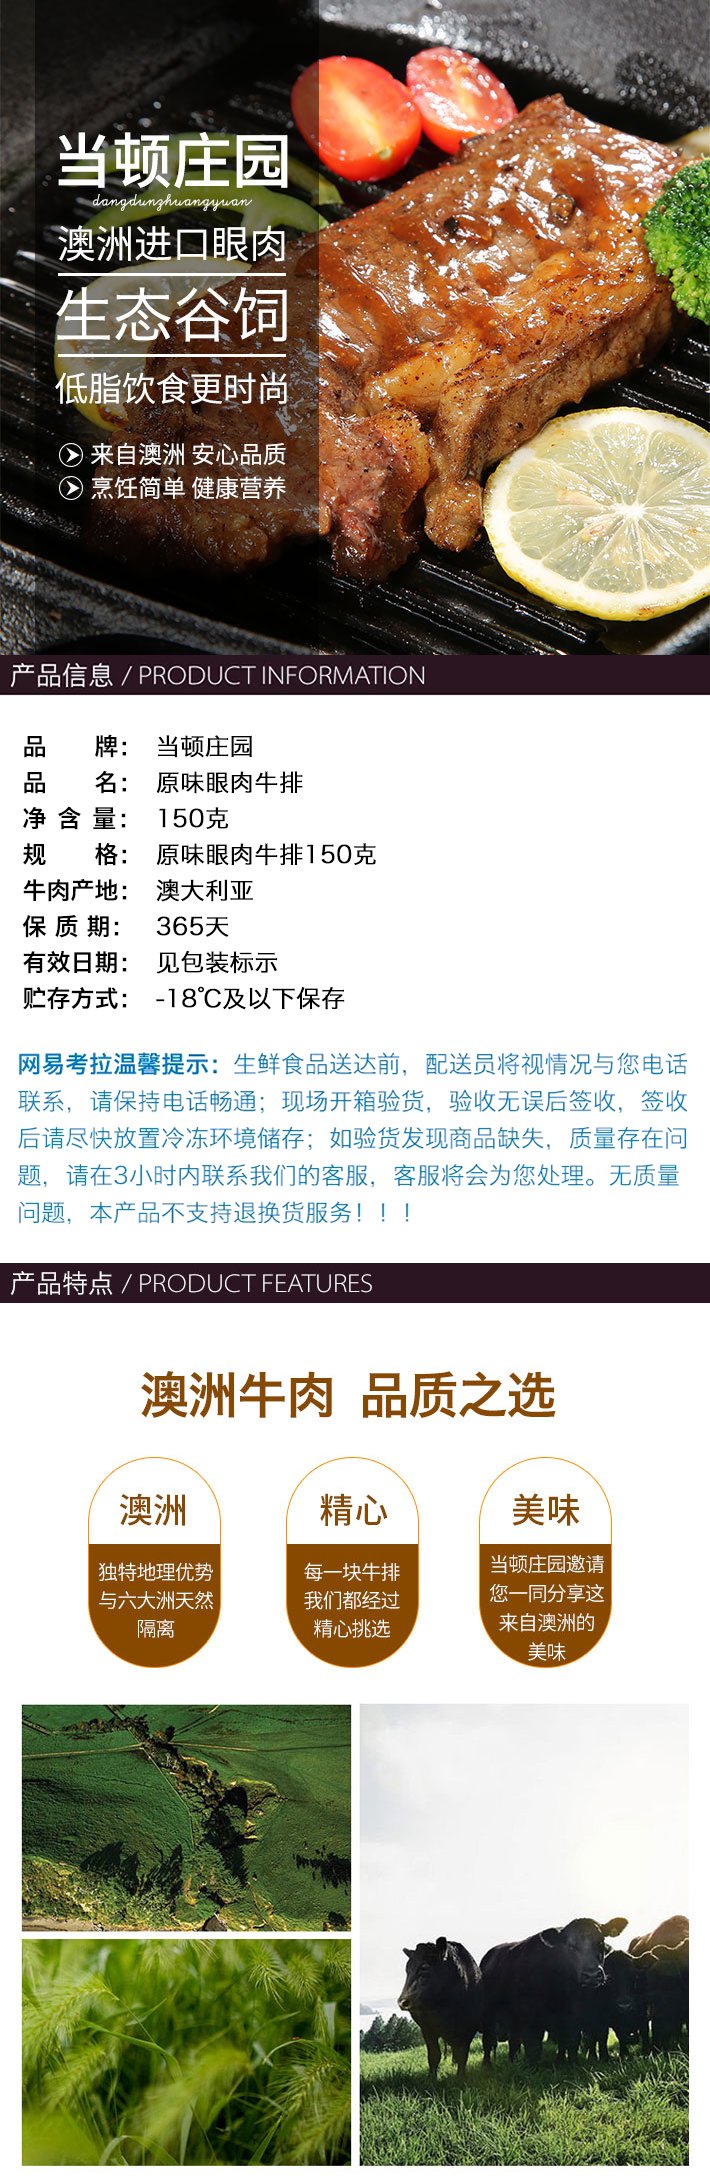 当顿庄园
dangdunghuangyuan
澳洲进口眼肉
生态谷饲
低脂饮食更时尚
来自澳洲 安心品质
烹饪简单 健康营养
产品信息 / PRODUCT INFORMATION
品 牌： 当顿庄园
品 名： 原味眼肉牛排
净 含 量： 150克
规 格： 原味眼肉牛排150克
牛肉产地： 澳大利亚
保 质 期： 365天
有效日期： 见包装标示
贮存方式： -18℃及以下保存
网易考拉温馨提示：生鲜食品送达前，配送员将视情况与您电话
联系，请保持电话畅通；现场开箱验货，验收无误后签收，签收
后请尽快放置冷冻环境储存；如验货发现商品缺失，质量存在问
题，请在3小时内联系我们的客服，客服将会为您处理。无质量
问题，本产品不支持退换货服务！！！
产品特点 / PRODUCT FEATURES
澳洲牛肉 品质之选
澳洲
独特地理优势
与六大洲天然
隔离
精心
每一块牛排
我们都经过
精心挑选
美味
当顿庄园邀请
您一同分享这
来自澳洲的
美味